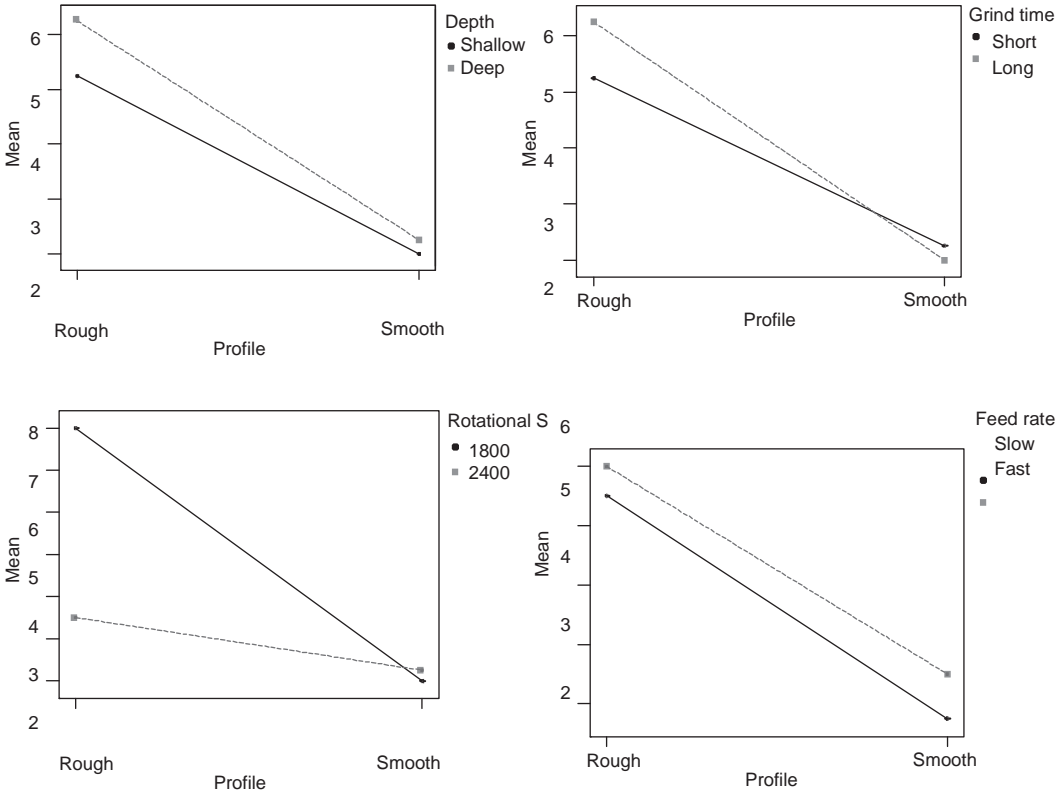 Depth
Shallow
Deep
6
5
4
3
2
Mean
Rough
Smooth
Profile
Grind time
Short
Long
6
5
4
3
2
Mean
Rough
Smooth
Profile
Rotational S
1800
2400
8
7
6
5
4
3
2
Mean
Rough
Smooth
Profile
Feed rate
Slow
Fast
6
5
4
3
2
Mean
Rough
Smooth
Profile